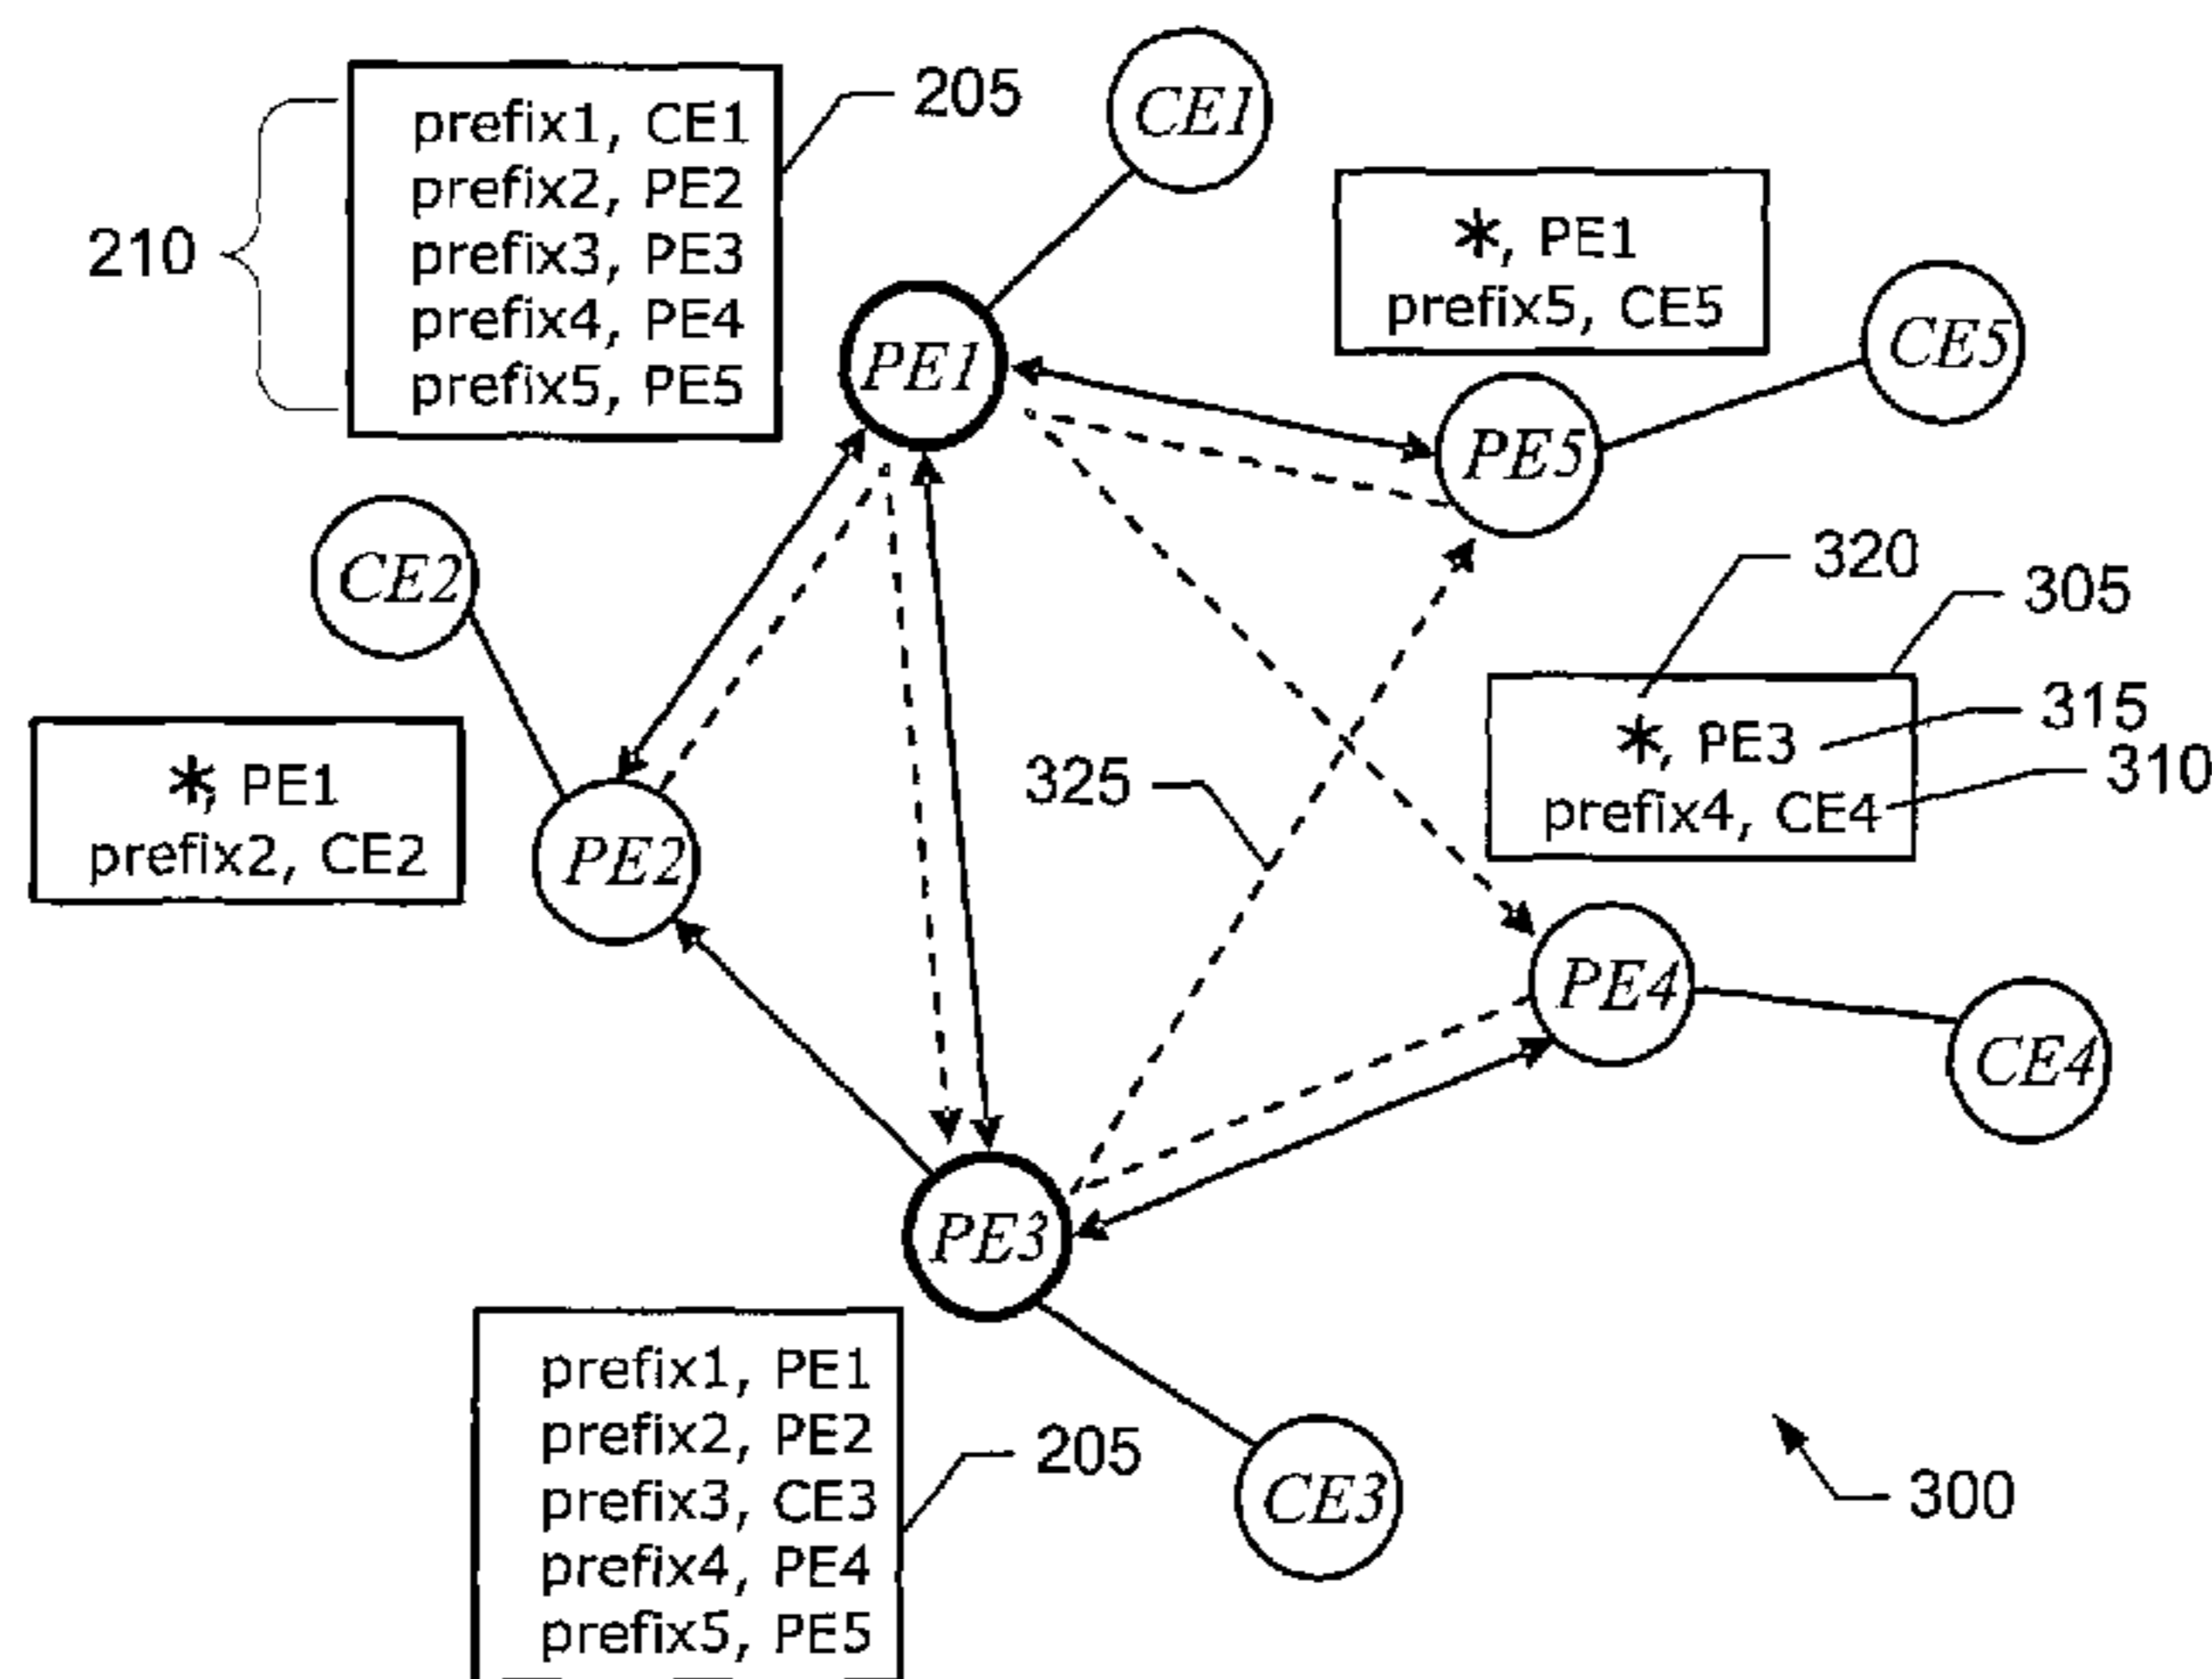 205
CE1
prefix1, CE1
prefix2, PE2
prefix3, PE3
prefix4, PE4
prefix5, PE5
210
*, PE1
prefix5, CE5
CE5
PE1
PE5
CE2
320
305
*, PE3
315
prefix4, CE4
310
*, PE1
prefix2, CE2
325
PE2
PE4
CE4
PE3
prefix1, PE1
prefix2, PE2
prefix3, CE3
prefix4, PE4
prefix5, PE5
205
CE3
300